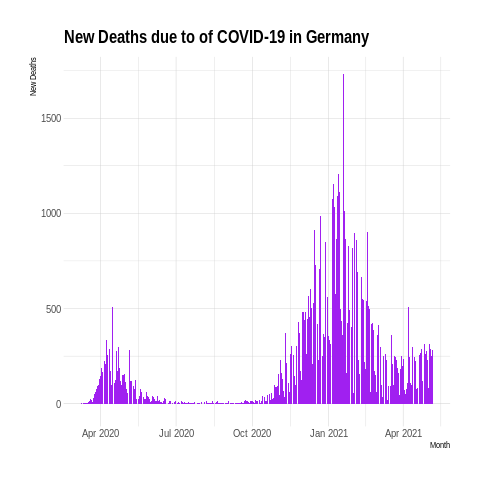 New Deaths due to of COVID-19 in Germany
New Deaths
1500
1000
500
0
Apr 2020 Jul 2020 Oct 2020 Jan 2021 Apr 2021
Month